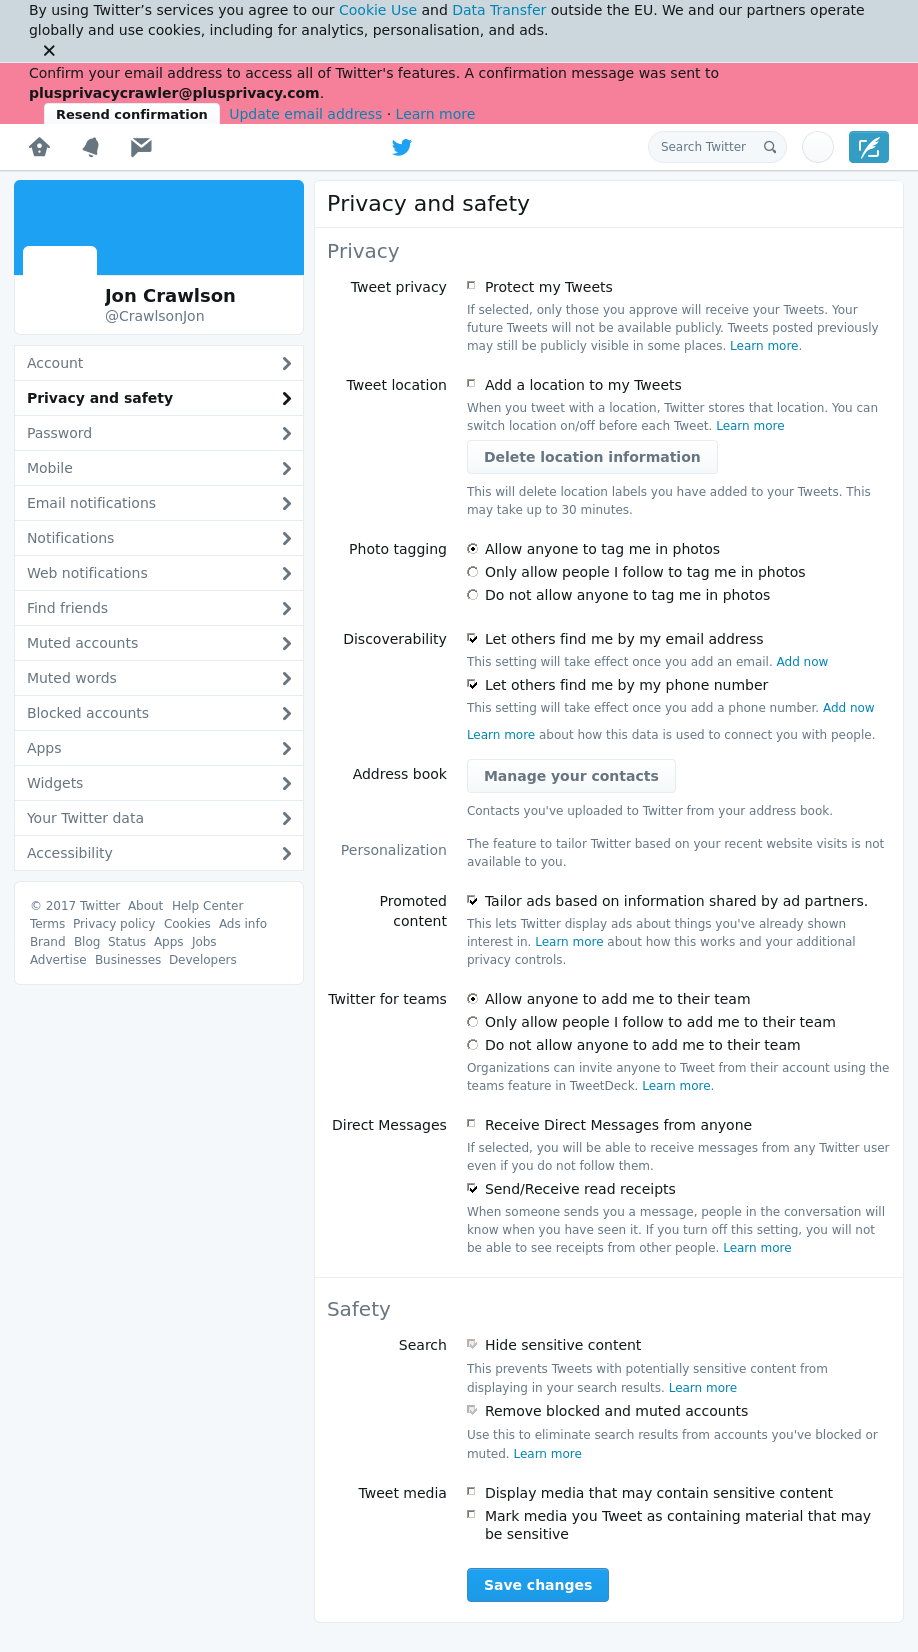 By using Twitter’s services you agree to our Cookie Use and Data Transfer outside the EU. We and our partners operate
globally and use cookies, including for analytics, personalisation, and ads.
Confirm your email address to access all of Twitter's features. A confirmation message was sent to
plusprivacycrawler@plusprivacy.com.
Resend confirmation Update email address · Learn more
Search Twitter
Jon Crawlson
@CrawlsonJon
Account
Privacy and safety
Password
Mobile
Email notifications
Notifications
Web notifications
Find friends
Muted accounts
Muted words
Blocked accounts
Apps
Widgets
Your Twitter data
Accessibility
© 2017 Twitter About Help Center
Terms Privacy policy Cookies Ads info
Brand Blog Status Apps Jobs
Advertise Businesses Developers
Privacy and safety
Privacy
Tweet privacy Protect my Tweets
If selected, only those you approve will receive your Tweets. Your
future Tweets will not be available publicly. Tweets posted previously
may still be publicly visible in some places. Learn more.
Tweet location Add a location to my Tweets
When you tweet with a location, Twitter stores that location. You can
switch location on/off before each Tweet. Learn more
Delete location information
This will delete location labels you have added to your Tweets. This
may take up to 30 minutes.
Photo tagging Allow anyone to tag me in photos
Only allow people I follow to tag me in photos
Do not allow anyone to tag me in photos
Discoverability Let others find me by my email address
This setting will take effect once you add an email. Add now
Let others find me by my phone number
This setting will take effect once you add a phone number. Add now
Learn more about how this data is used to connect you with people.
Address book Manage your contacts
Contacts you've uploaded to Twitter from your address book.
Personalization The feature to tailor Twitter based on your recent website visits is not
available to you.
Promoted content Tailor ads based on information shared by ad partners.
This lets Twitter display ads about things you've already shown
interest in. Learn more about how this works and your additional
privacy controls.
Twitter for teams Allow anyone to add me to their team
Only allow people I follow to add me to their team
Do not allow anyone to add me to their team
Organizations can invite anyone to Tweet from their account using the
teams feature in TweetDeck. Learn more.
Direct Messages Receive Direct Messages from anyone
If selected, you will be able to receive messages from any Twitter user
even if you do not follow them.
Send/Receive read receipts
When someone sends you a message, people in the conversation will
know when you have seen it. If you turn off this setting, you will not
be able to see receipts from other people. Learn more
Safety
Search Hide sensitive content
This prevents Tweets with potentially sensitive content from
displaying in your search results. Learn more
Remove blocked and muted accounts
Use this to eliminate search results from accounts you've blocked or
muted. Learn more
Tweet media Display media that may contain sensitive content
Mark media you Tweet as containing material that may
be sensitive
Save changes